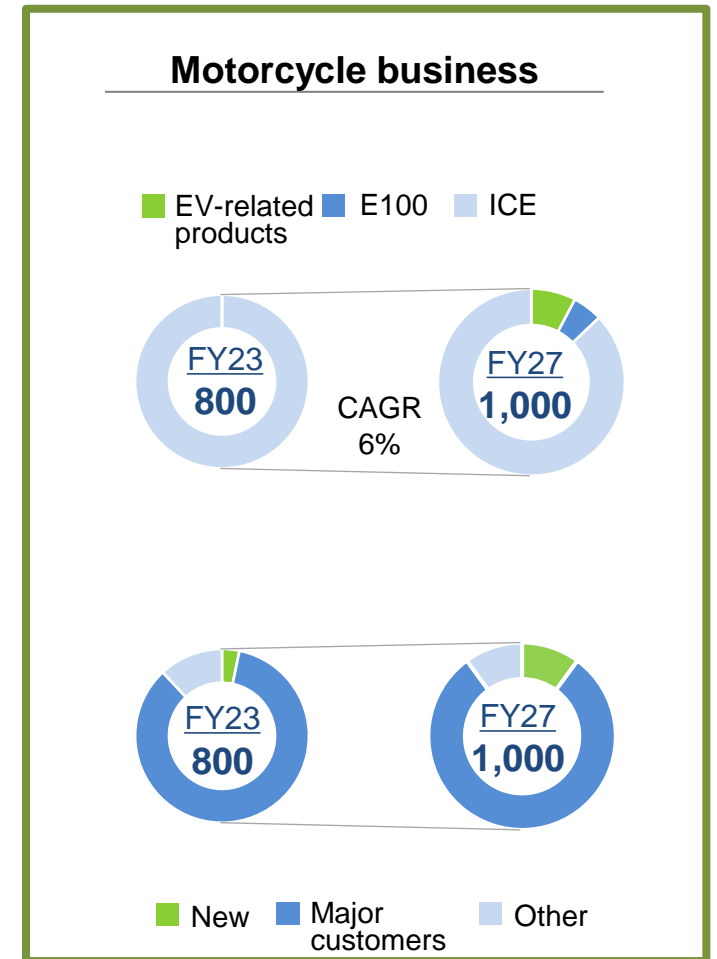 Motorcycle business
EV-related products E100 ICE
FY23
800
CAGR
6%
FY27
1,000
FY23
800
FY27
1,000
New Major customers Other